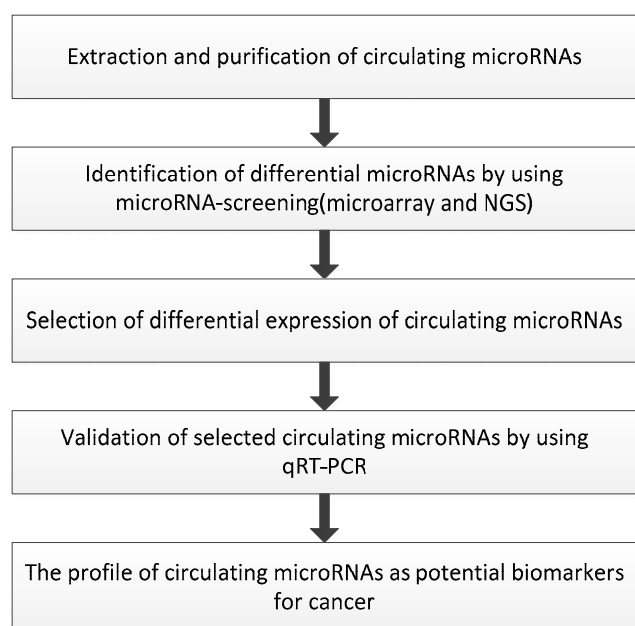 Extraction and purification of circulating microRNAs
Identification of differential microRNAs by using
microRNA-screening(microarray and NGS)
Selection of differential expression of circulating microRNAs
Validation of selected circulating microRNAs by using
qRT-PCR
The profile of circulating microRNAs as potential biomarkers
for cancer